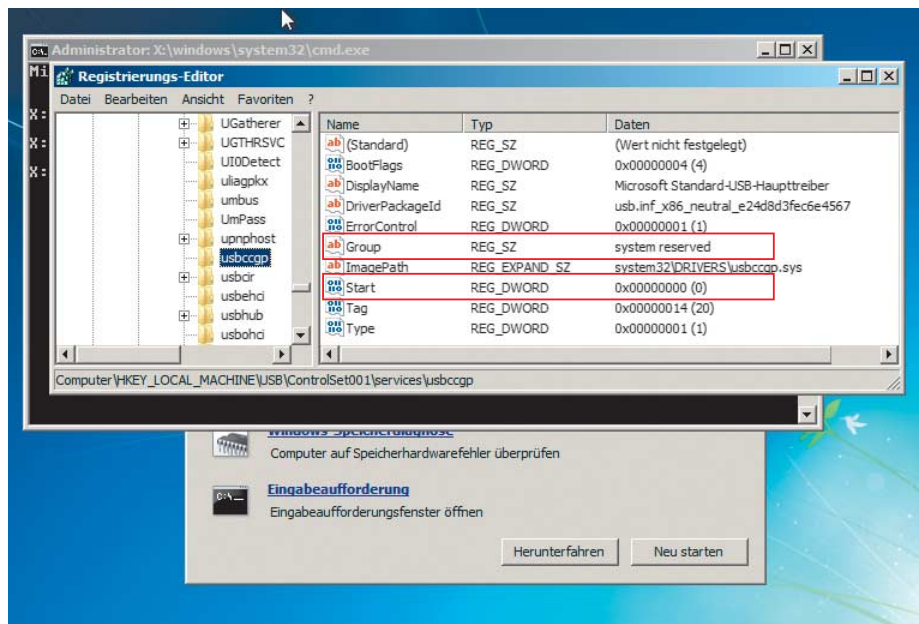 Administrator: X:\windows\system32\cmd.exe
Mi
Registrierungs-Editor
Datei Bearbeiten Ansicht Favoriten ?
X:
X:
X:
UGatherer
UGTHRSVC
UI0Detect
uliagpkx
umbus
UmPass
upnphost
usbccgp
usbcir
usbehci
usbhub
usbohci
Name Typ Daten
(Standard) REG_SZ (Wert nicht festgelegt)
BootFlags REG_DWORD 0x00000004 (4)
DisplayName REG_SZ Microsoft Standard-USB-Haupttreiber
DriverPackageId REG_SZ usb.inf_x86_neutral_e24d8d3fec6e4567
ErrorControl REG_DWORD 0x00000001 (1)
Group REG_SZ system reserved
ImagePath REG_EXPAND_SZ system32\DRIVERS\usbccgp.sys
Start REG_DWORD 0x00000000 (0)
Tag REG_DWORD 0x00000014 (20)
Type REG_DWORD 0x00000001 (1)
Computer\HKEY_LOCAL_MACHINE\USB\ControlSet001\services\usbccgp
Windows-Speicherdiagnose
Computer auf Speicherhardwarefehler überprüfen
Eingabeaufforderung
Eingabeaufforderungsfenster öffnen
Herunterfahren Neu starten